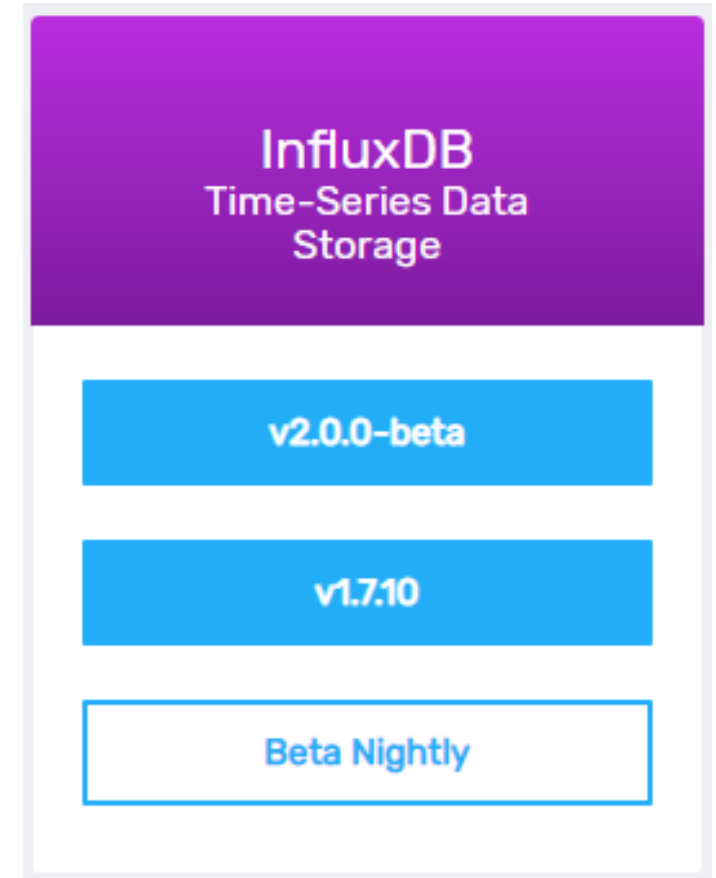 InfluxDB
Time-Series Data
Storage
v2.0.0-beta
v1.7.10
Beta Nightly